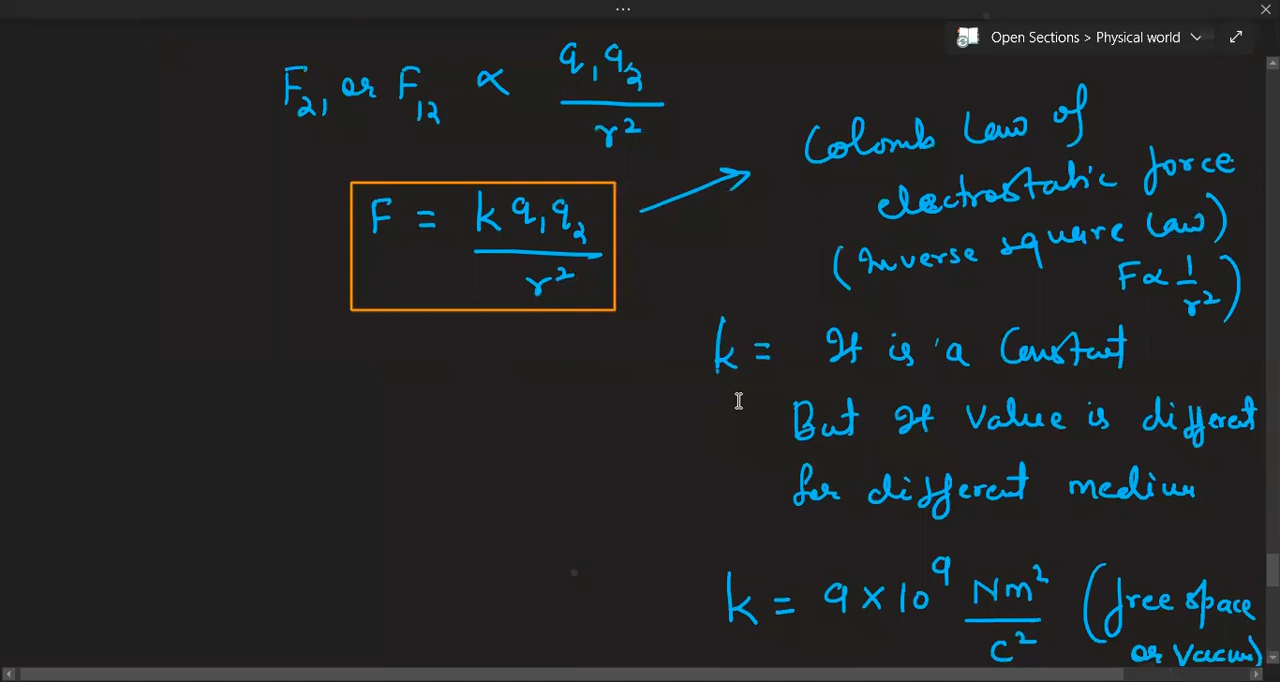 Open Sections > Physical world
F₂₁ or F₁₂ ∝ q₁q₂/r²
Colomb Law of
electrostatic force
(Inverse square Law)
F ∝ 1/r²)
F = k q₁q₂/r²
k = It is a Constant
But It Value is different
for different medium
k = 9 × 10⁹ Nm²/C² (free space
or vacuum)